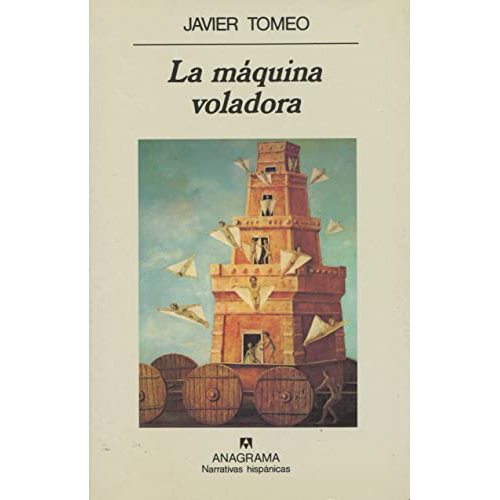 JAVIER TOMEO
La máquina
voladora
ANAGRAMA
Narrativas hispánicas